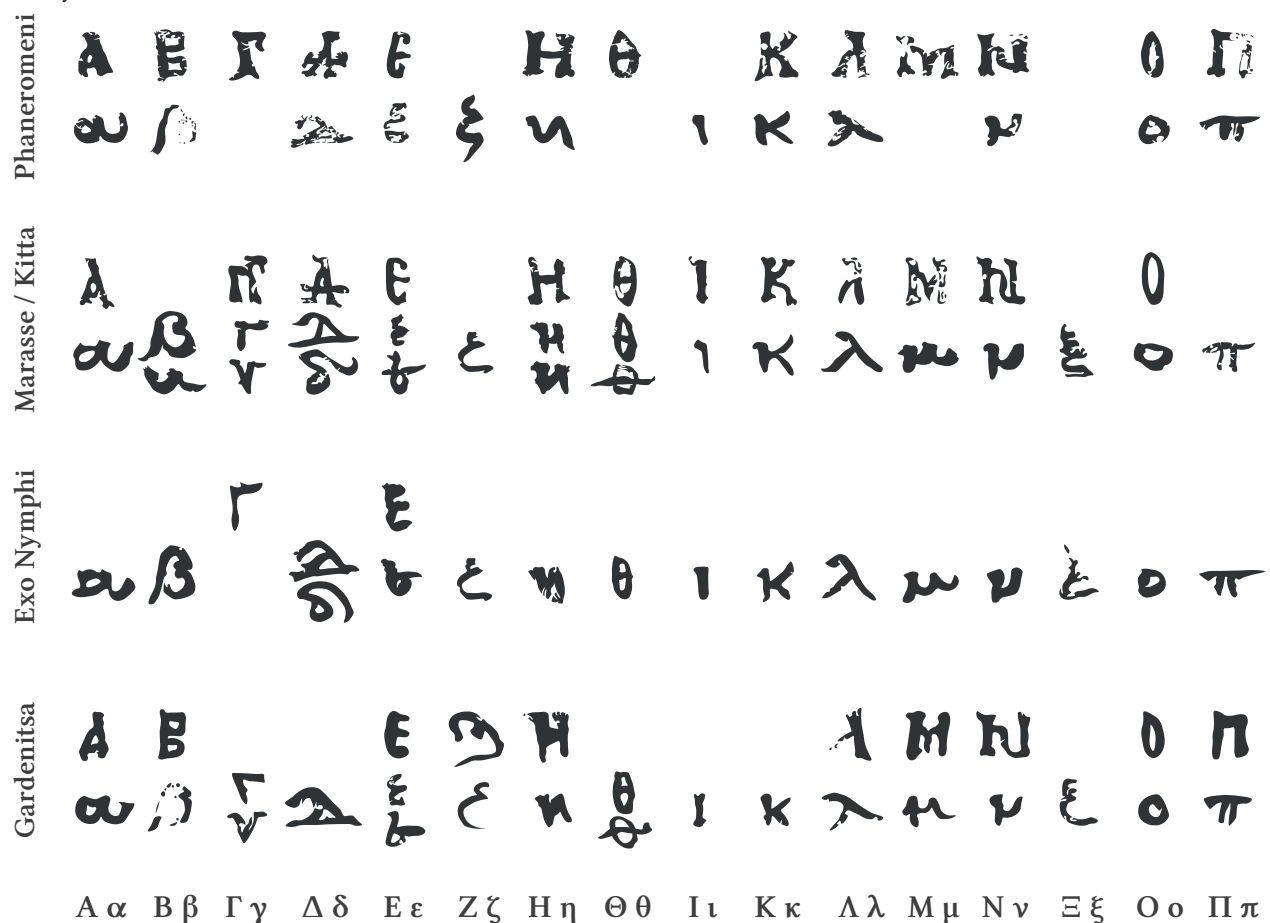 Phaneromeni
Α Β Γ Δ Ε Η Θ Κ Λ Μ Ν Ο Π
α β δ ε ζ η ι κ λ ν ο π
Marasse / Kitta
Α Γ Δ Ε Η Θ Ι Κ Λ Μ Ν Ο
α β β γ γ δ δ ε ε ζ η η θ θ ι κ λ μ ν ξ ο π
Exo Nymphi
Γ Ε
α β δ δ ε ζ η θ ι κ λ μ ν ξ ο π
Gardenitsa
Α Β Ε Ζ Η Λ Μ Ν Ο Π
α β γ γ δ ε ε ζ η θ θ ι κ λ μ ν ξ ο π
Α α Β β Γ γ Δ δ Ε ε Ζ ζ Η η Θ θ Ι ι Κ κ Λ λ Μ μ Ν ν Ξ ξ Ο ο Π π